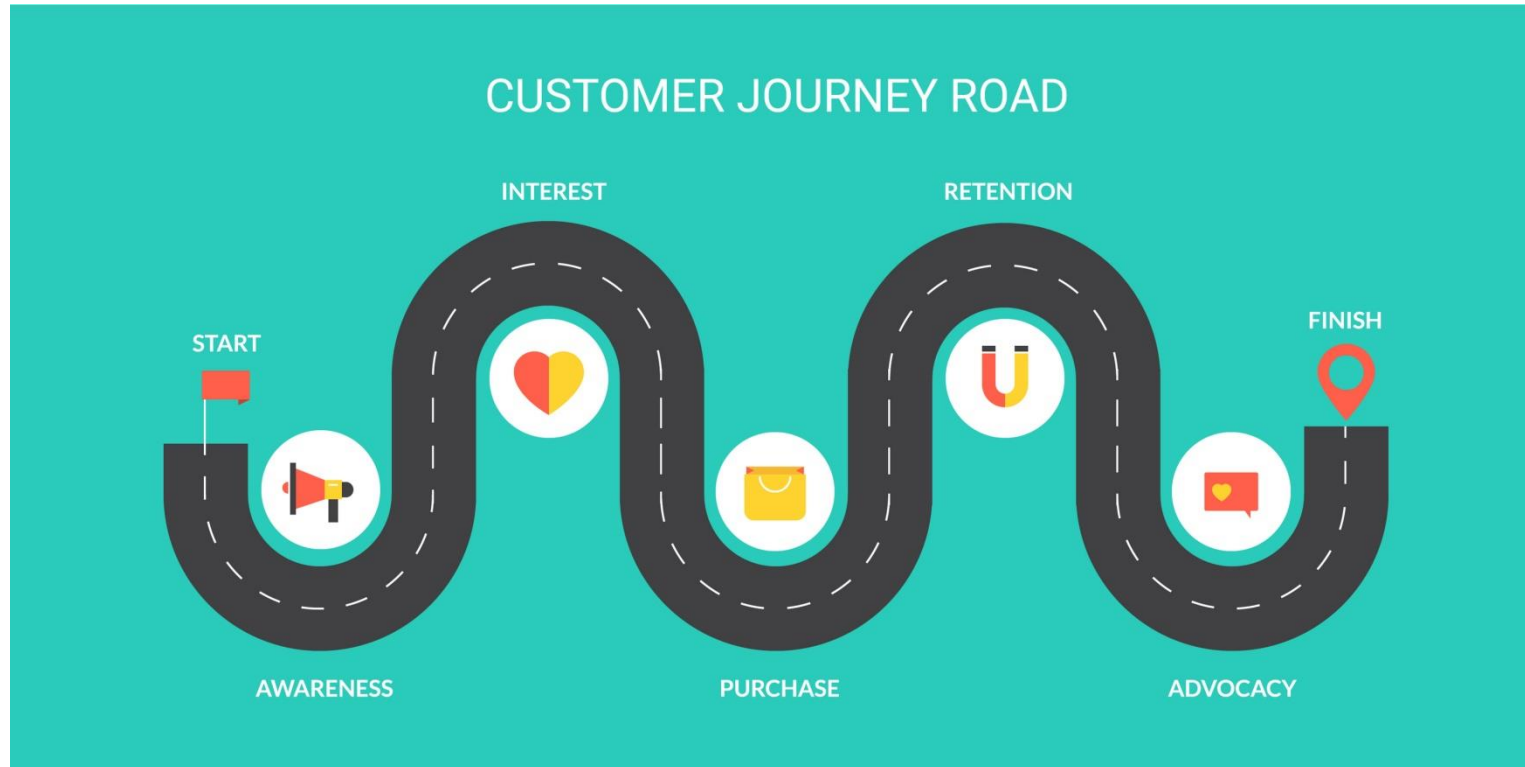 CUSTOMER JOURNEY ROAD
INTEREST
RETENTION
START
FINISH
AWARENESS
PURCHASE
ADVOCACY